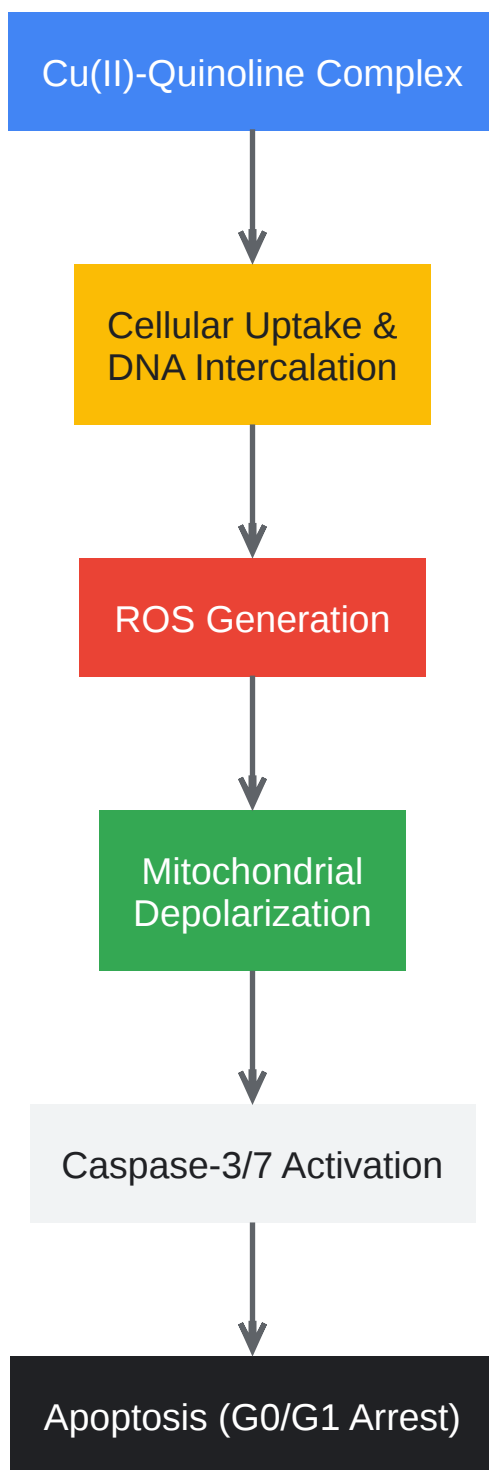 Cu(II)-Quinoline Complex
Cellular Uptake &
DNA Intercalation
ROS Generation
Mitochondrial
Depolarization
Caspase-3/7 Activation
Apoptosis (G0/G1 Arrest)